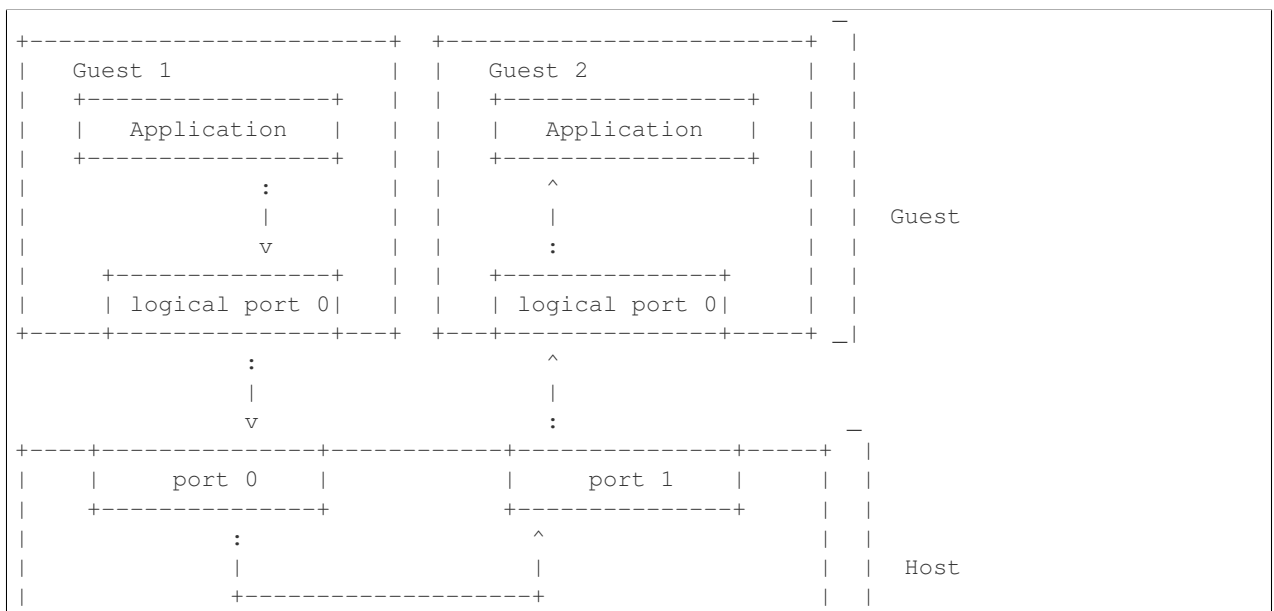 _
+-------------------------+  +-------------------------+  |
|   Guest 1               |  |   Guest 2               |  |
|   +-----------------+   |  |   +-----------------+   |  |
|   |   Application   |   |  |   |   Application   |   |  |
|   +-----------------+   |  |   +-----------------+   |  |
|                :        |  |       ^                 |  |
|                |        |  |       |                 |  |  Guest
|                v        |  |       :                 |  |
|     +---------------+   |  |   +---------------+     |  |
|     | logical port 0|   |  |   | logical port 0|     |  |
+-----+---------------+---+  +---+---------------+-----+ _|
                :                    ^
                |                    |
                v                    :                    _
+----+---------------+------------+---------------+-----+  |
|    |     port 0    |            |     port 1    |     |  |
|    +---------------+            +---------------+     |  |
|              :                    ^                   |  |
|              |                    |                   |  |  Host
|              +--------------------+                   |  |